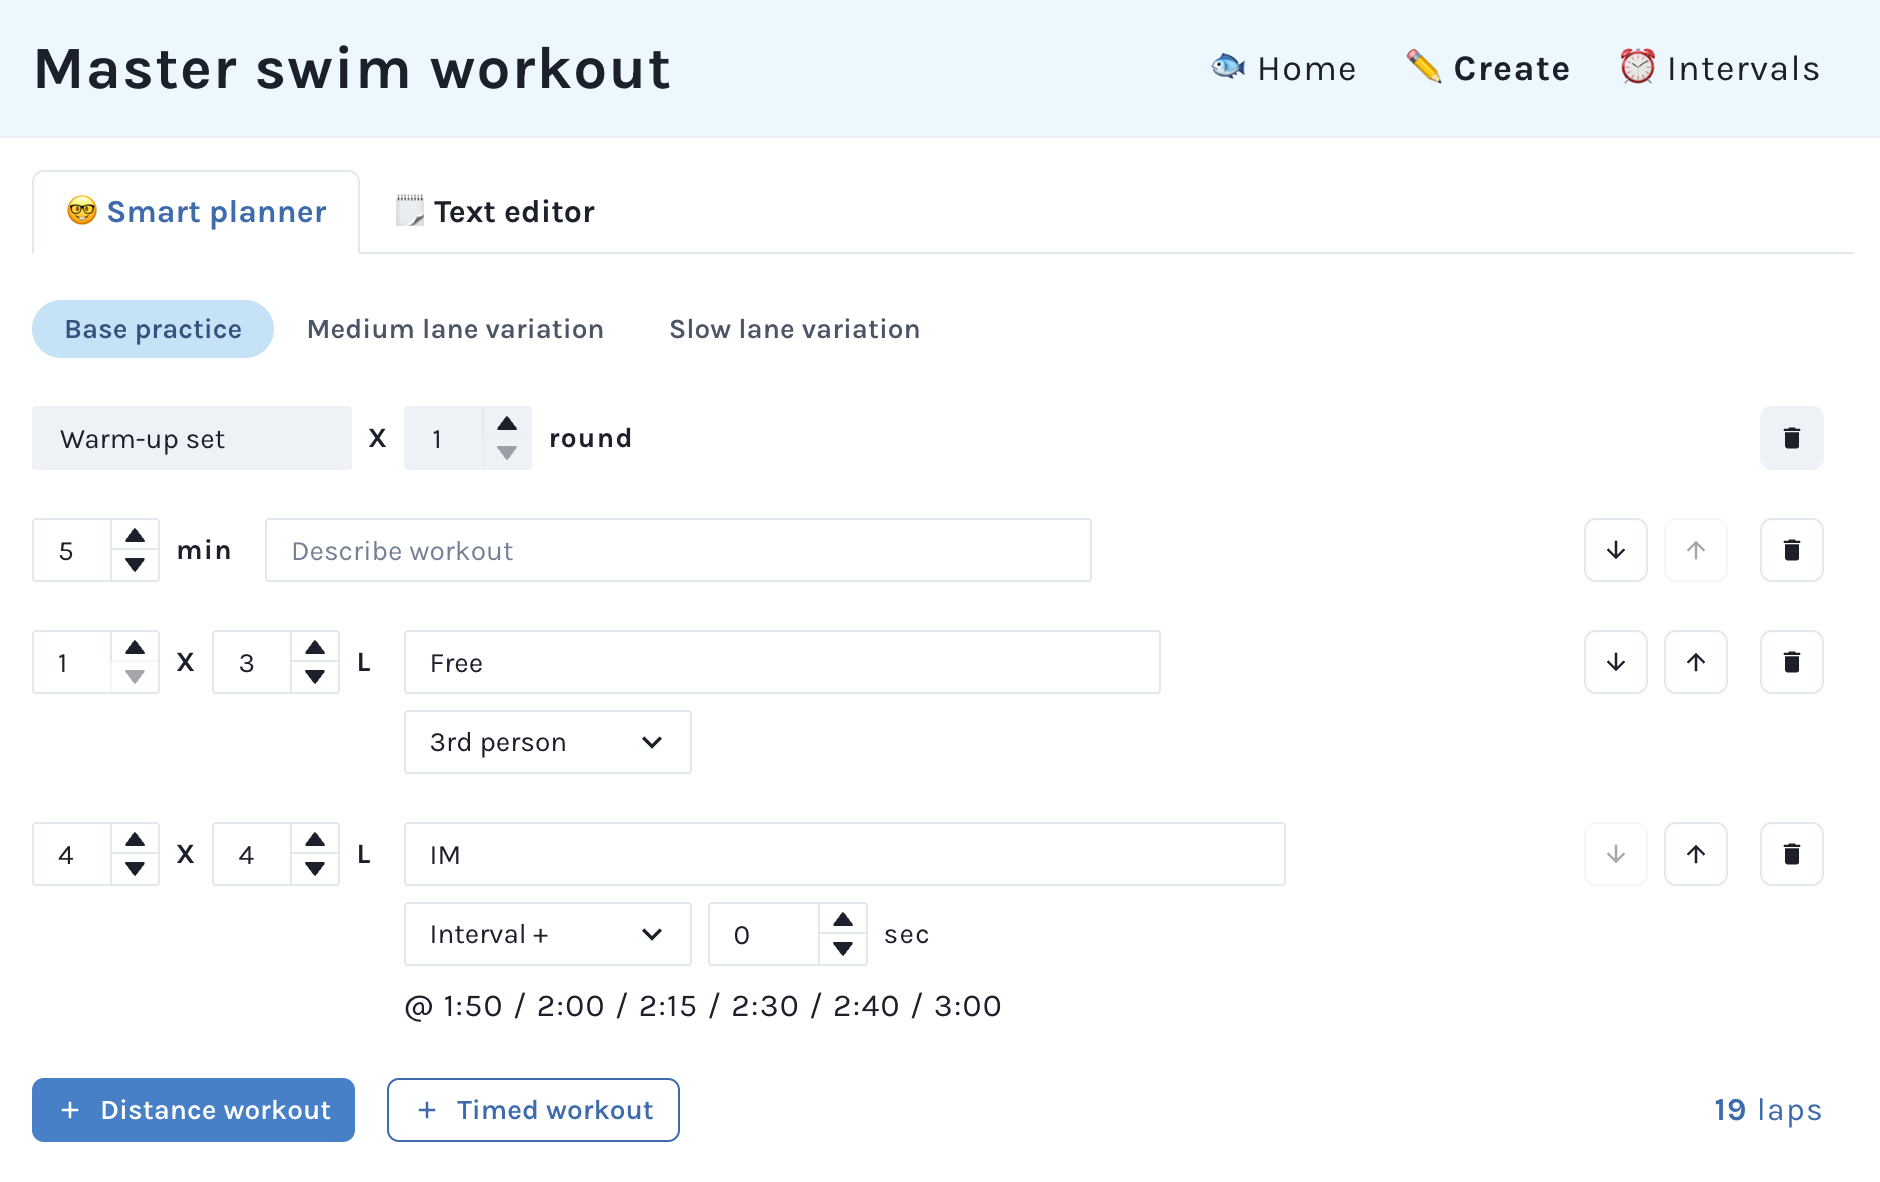 Master swim workout
Home Create Intervals
Smart planner Text editor
Base practice Medium lane variation Slow lane variation
Warm-up set X 1 round
5 min Describe workout
1 X 3 L Free
3rd person
4 X 4 L IM
Interval + 0 sec
@ 1:50 / 2:00 / 2:15 / 2:30 / 2:40 / 3:00
+ Distance workout + Timed workout 19 laps